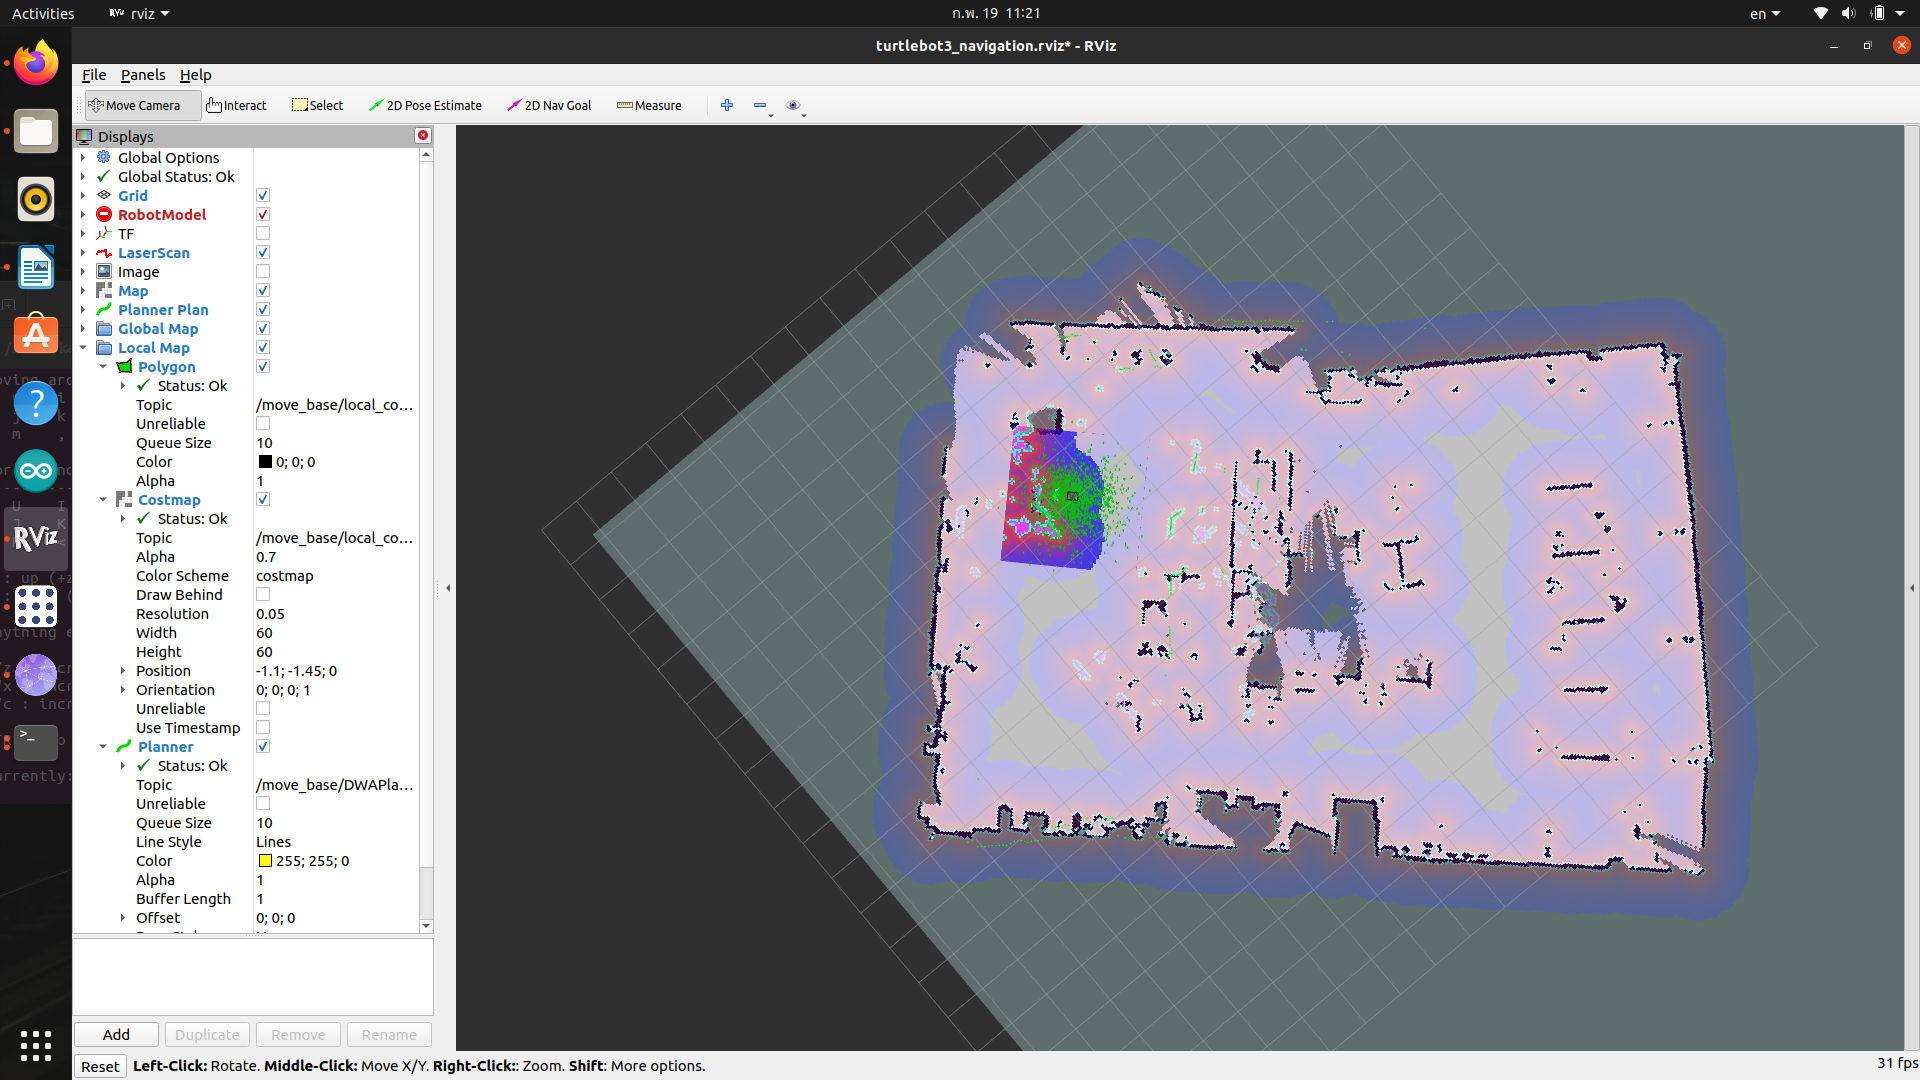 Activities
RViz rviz
ก.พ. 19 11:21
en
turtlebot3_navigation.rviz* - RViz
File Panels Help
Move Camera Interact Select 2D Pose Estimate 2D Nav Goal Measure
Displays
Global Options
Global Status: Ok
Grid
RobotModel
TF
LaserScan
Image
Map
Planner Plan
Global Map
Local Map
Polygon
Status: Ok
Topic /move_base/local_co...
Unreliable
Queue Size 10
Color 0; 0; 0
Alpha 1
Costmap
Status: Ok
Topic /move_base/local_co...
Alpha 0.7
Color Scheme costmap
Draw Behind
Resolution 0.05
Width 60
Height 60
Position -1.1; -1.45; 0
Orientation 0; 0; 0; 1
Unreliable
Use Timestamp
Planner
Status: Ok
Topic /move_base/DWAPla...
Unreliable
Queue Size 10
Line Style Lines
Color 255; 255; 0
Alpha 1
Buffer Length 1
Offset 0; 0; 0
Add Duplicate Remove Rename
Reset Left-Click: Rotate. Middle-Click: Move X/Y. Right-Click:: Zoom. Shift: More options.
31 fps
RViz